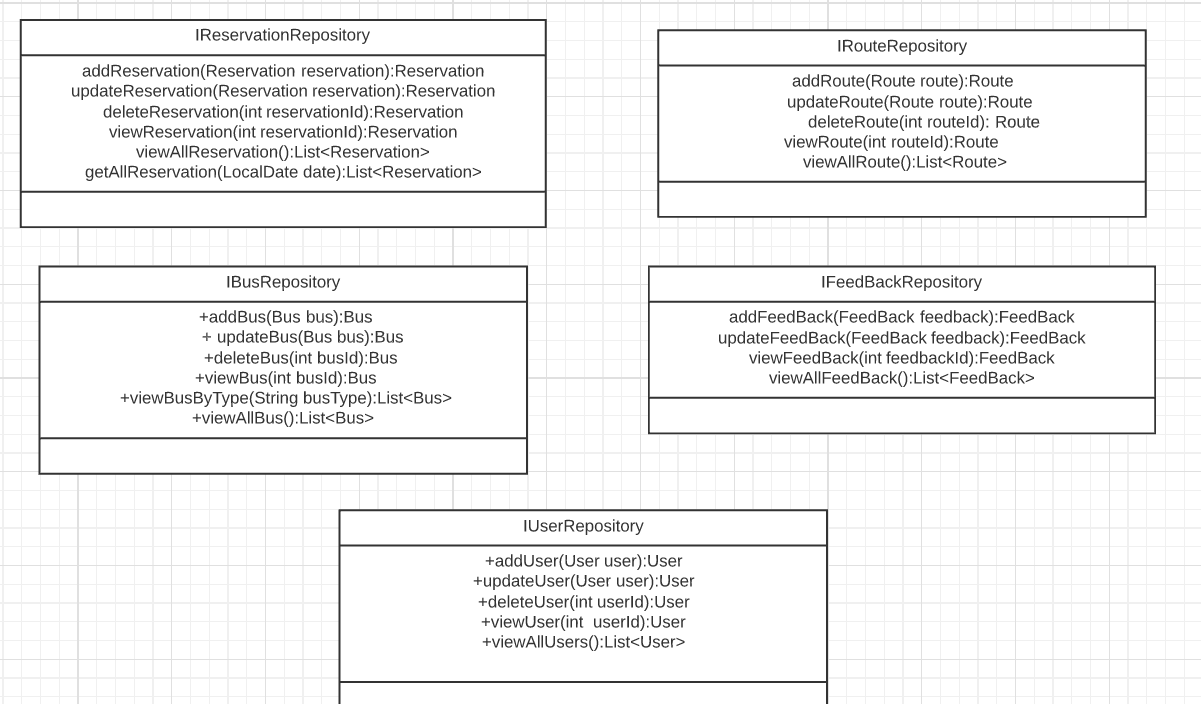 IReservationRepository
addReservation(Reservation reservation):Reservation
updateReservation(Reservation reservation):Reservation
deleteReservation(int reservationId):Reservation
viewReservation(int reservationId):Reservation
viewAllReservation():List<Reservation>
getAllReservation(LocalDate date):List<Reservation>
IRouteRepository
addRoute(Route route):Route
updateRoute(Route route):Route
deleteRoute(int routeId): Route
viewRoute(int routeId):Route
viewAllRoute():List<Route>
IBusRepository
+addBus(Bus bus):Bus
+ updateBus(Bus bus):Bus
+deleteBus(int busId):Bus
+viewBus(int busId):Bus
+viewBusByType(String busType):List<Bus>
+viewAllBus():List<Bus>
IFeedBackRepository
addFeedBack(FeedBack feedback):FeedBack
updateFeedBack(FeedBack feedback):FeedBack
viewFeedBack(int feedbackId):FeedBack
viewAllFeedBack():List<FeedBack>
IUserRepository
+addUser(User user):User
+updateUser(User user):User
+deleteUser(int userId):User
+viewUser(int  userId):User
+viewAllUsers():List<User>